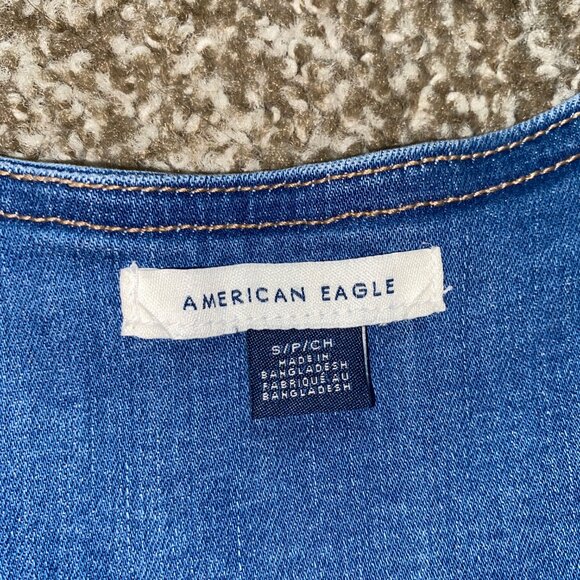 AMERICAN EAGLE
S/P/CH
MADE IN
BANGLADESH
FABRIQUÉ AU
BANGLADESH